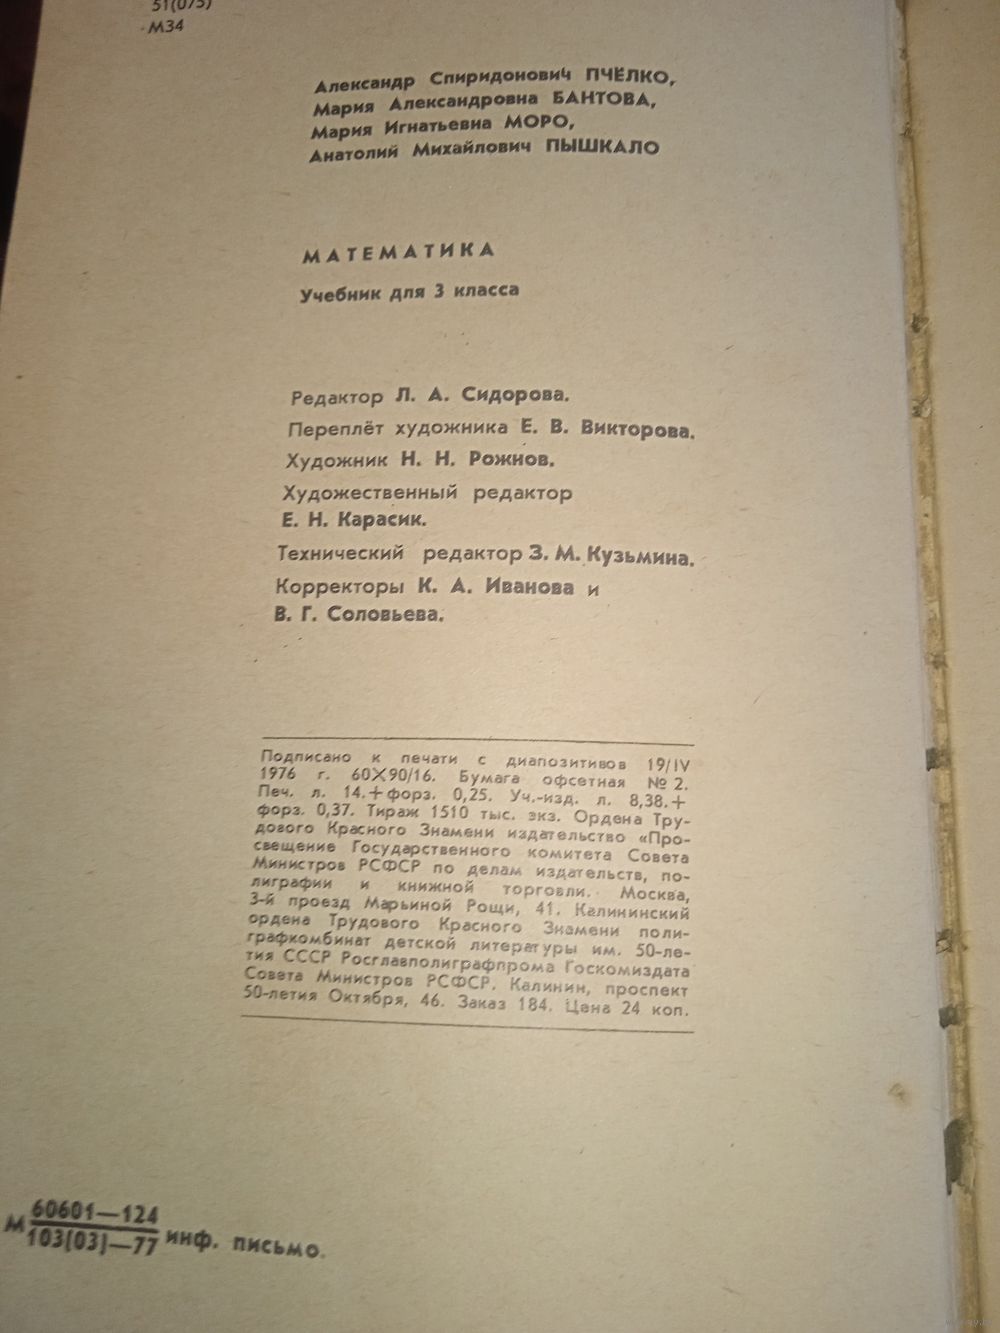 51(075)
М34
Александр Спиридонович ПЧЁЛКО,
Мария Александровна БАНТОВА,
Мария Игнатьевна МОРО,
Анатолий Михайлович ПЫШКАЛО
МАТЕМАТИКА
Учебник для 3 класса
Редактор Л. А. Сидорова.
Переплёт художника Е. В. Викторова.
Художник Н. Н. Рожнов.
Художественный редактор
Е. Н. Карасик.
Технический редактор З. М. Кузьмина.
Корректоры К. А. Иванова и
В. Г. Соловьева.
Подписано к печати с диапозитивов 19/IV
1976 г. 60X90/16. Бумага офсетная № 2.
Печ. л. 14.+форз. 0,25. Уч.-изд. л. 8,38.+
форз. 0,37. Тираж 1510 тыс. экз. Ордена Тру-
дового Красного Знамени издательство «Про-
свещение Государственного комитета Совета
Министров РСФСР по делам издательств, по-
лиграфии и книжной торговли. Москва,
3-й проезд Марьиной Рощи, 41. Калининский
ордена Трудового Красного Знамени поли-
графкомбинат детской литературы им. 50-ле-
тия СССР Росглавполиграфпрома Госкомиздата
Совета Министров РСФСР. Калинин, проспект
50-летия Октября, 46. Заказ 184. Цена 24 коп.
М 60601—124
103(03)—77 инф. письмо.